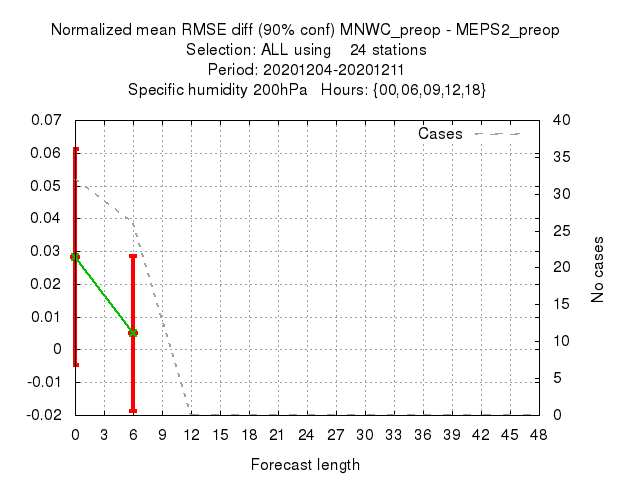 Normalized mean RMSE diff (90% conf) MNWC_preop - MEPS2_preop
Selection: ALL using    24 stations
Period: 20201204-20201211
Specific humidity 200hPa   Hours: {00,06,09,12,18}
Cases
0.07
0.06
0.05
0.04
0.03
0.02
0.01
0
-0.01
-0.02
40
35
30
25
20
15
10
5
0
No cases
0 3 6 9 12 15 18 21 24 27 30 33 36 39 42 45 48
Forecast length